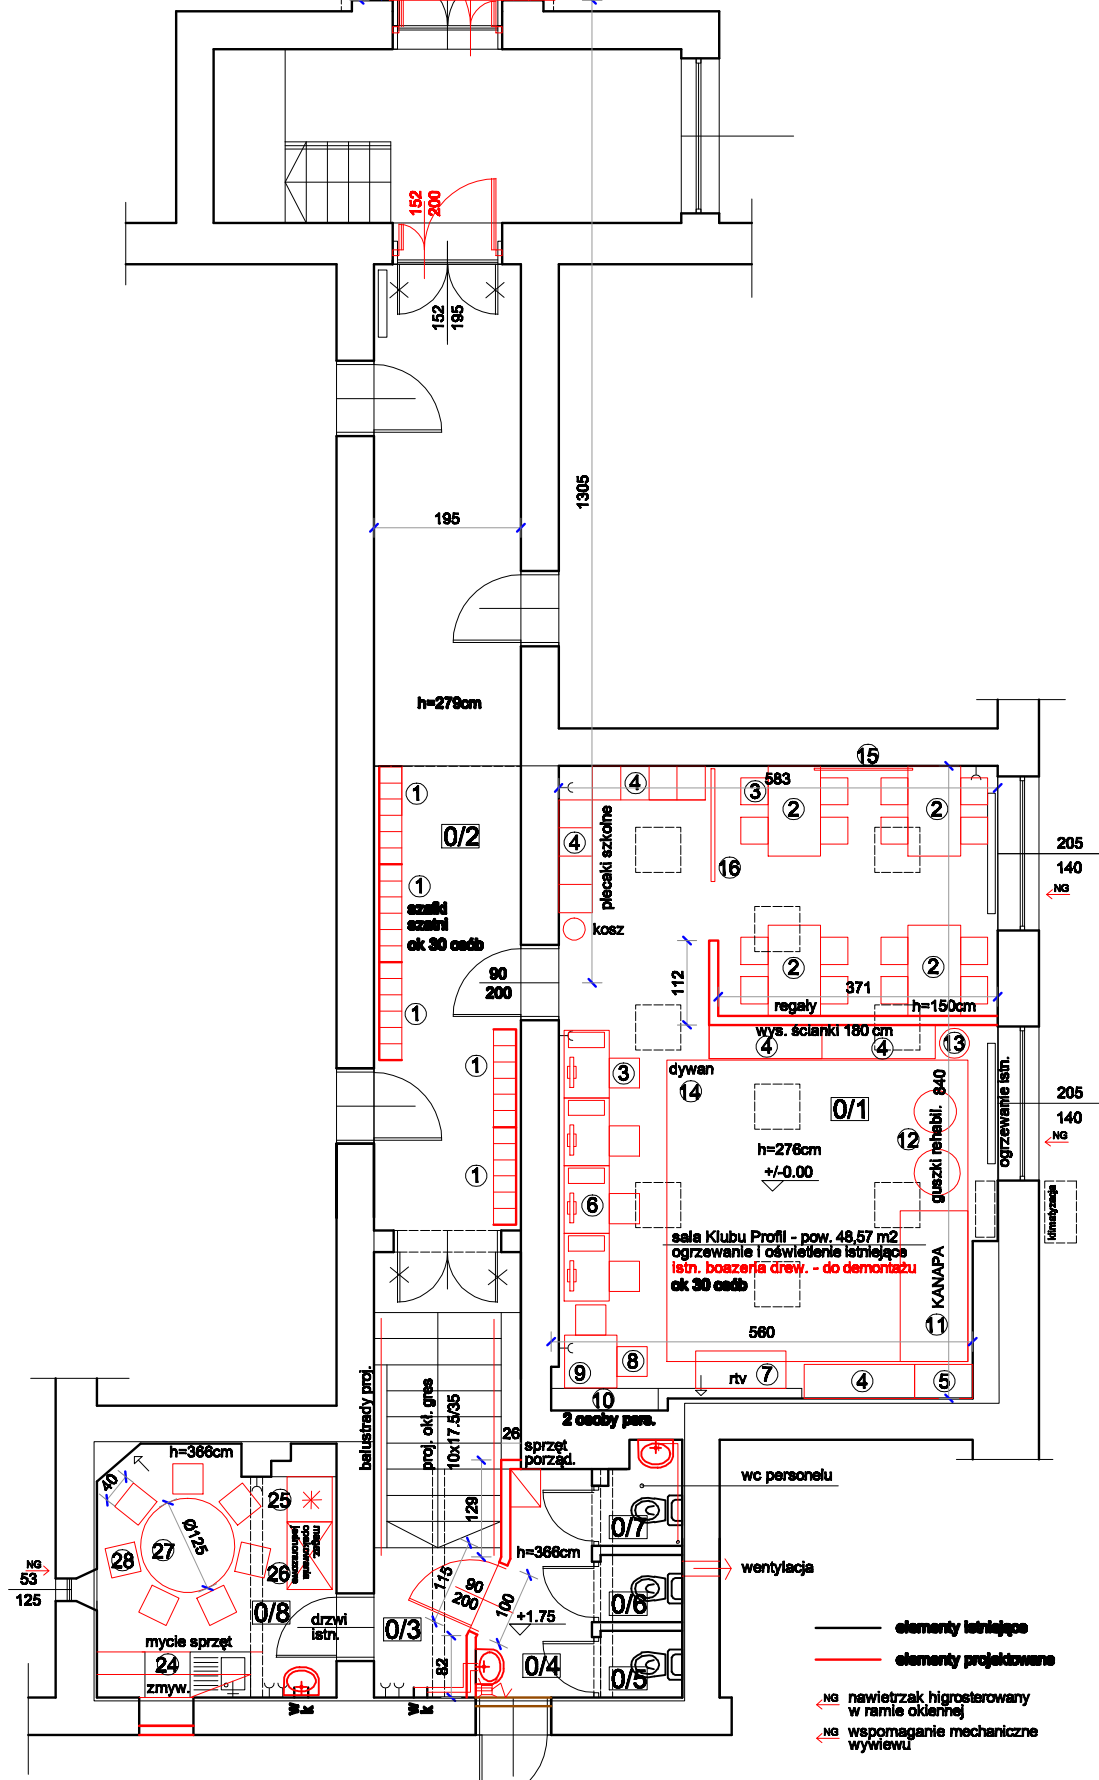 152
200
152
195
1305
195
h=279cm
15
583
1
4
3
2
2
0/2
4
plecaki szkolne
205
140
16
NG
1
szafki
szatni
ok 30 osób
kosz
90
200
112
2
2
371
1
regały
h=150cm
wys. ścianki 180 cm
4
4
13
1
3
dywan
14
0/1
840
ogrzewanie istn.
205
140
NG
12
guszki rehabil.
h=276cm
+/-0.00
1
6
klimatyzacja
sala Klubu Profil - pow. 48,57 m2
ogrzewanie i oświetlenie istniejące
istn. boazeria drew. - do demontażu
ok 30 osób
KANAPA
11
560
8
9
rtv
7
4
5
10
2 osoby pers.
balustrady proj.
proj. okł. gres
10x17.5/35
26
sprzęt
porząd.
h=366cm
40
wc personelu
25
129
0/7
Ø125
27
28
h=366cm
NG
53
125
26
115
90
200
100
wentylacja
0/6
0/8
drzwi
istn.
0/3
+1.75
mycie sprzęt
24
zmyw.
82
0/4
0/5
w
k
w
k
elementy istniejące
elementy projektowane
NG nawietrzak higrosterowany
w ramie okiennej
NG wspomaganie mechaniczne
wywiewu